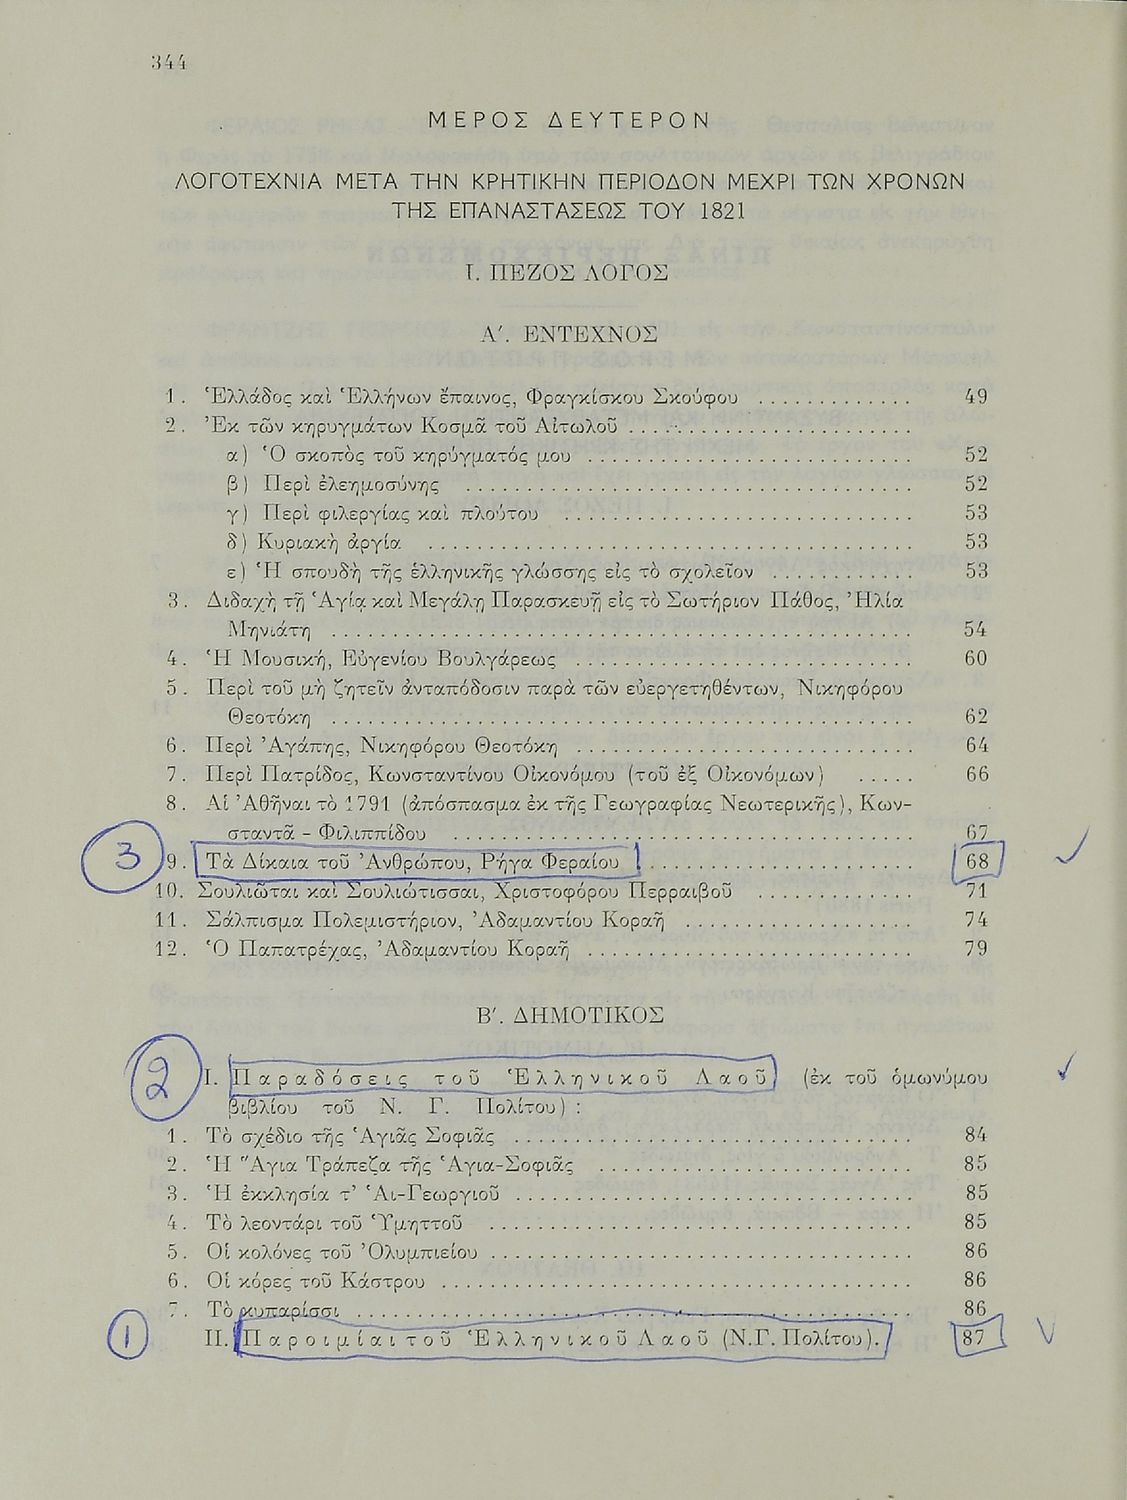 344
ΜΕΡΟΣ ΔΕΥΤΕΡΟΝ
ΛΟΓΟΤΕΧΝΙΑ ΜΕΤΑ ΤΗΝ ΚΡΗΤΙΚΗΝ ΠΕΡΙΟΔΟΝ ΜΕΧΡΙ ΤΩΝ ΧΡΟΝΩΝ
ΤΗΣ ΕΠΑΝΑΣΤΑΣΕΩΣ ΤΟΥ 1821
Ι. ΠΕΖΟΣ ΛΟΓΟΣ
Α΄. ΕΝΤΕΧΝΟΣ
1. Ἑλλάδος καὶ Ἑλλήνων ἔπαινος, Φραγκίσκου Σκούφου ............ 49
2. Ἐκ τῶν κηρυγμάτων Κοσμᾶ τοῦ Αἰτωλοῦ ....................
α) Ὁ σκοπὸς τοῦ κηρύγματός μου ...................... 52
β) Περὶ ἐλεημοσύνης .............................. 52
γ) Περὶ φιλεργίας καὶ πλούτου ........................ 53
δ) Κυριακὴ ἀργία ................................ 53
ε) Ἡ σπουδὴ τῆς ἑλληνικῆς γλώσσης εἰς τὸ σχολεῖον ........... 53
3. Διδαχὴ τῇ Ἁγίᾳ καὶ Μεγάλῃ Παρασκευῇ εἰς τὸ Σωτήριον Πάθος, Ἠλία
Μηνιάτη ........................................ 54
4. Ἡ Μουσική, Εὐγενίου Βουλγάρεως ......................... 60
5. Περὶ τοῦ μὴ ζητεῖν ἀνταπόδοσιν παρὰ τῶν εὐεργετηθέντων, Νικηφόρου
Θεοτόκη ........................................ 62
6. Περὶ Ἀγάπης, Νικηφόρου Θεοτόκη ........................ 64
7. Περὶ Πατρίδος, Κωνσταντίνου Οἰκονόμου (τοῦ ἐξ Οἰκονόμων) ..... 66
8. Αἱ Ἀθῆναι τὸ 1791 (ἀπόσπασμα ἐκ τῆς Γεωγραφίας Νεωτερικῆς), Κων-
σταντᾶ - Φιλιππίδου ................................ 67
3 9. Τὰ Δίκαια τοῦ Ἀνθρώπου, Ρήγα Φεραίου .................... 68 ✓
10. Σουλιῶται καὶ Σουλιώτισσαι, Χριστοφόρου Περραιβοῦ ............ 71
11. Σάλπισμα Πολεμιστήριον, Ἀδαμαντίου Κοραῆ ................. 74
12. Ὁ Παπατρέχας, Ἀδαμαντίου Κοραῆ ....................... 79
Β΄. ΔΗΜΟΤΙΚΟΣ
2 Ι. Παραδόσεις τοῦ Ἑλληνικοῦ Λαοῦ (ἐκ τοῦ ὁμωνύμου ✓
βιβλίου τοῦ Ν. Γ. Πολίτου) :
1. Τὸ σχέδιο τῆς Ἁγιᾶς Σοφιᾶς ............................ 84
2. Ἡ Ἅγια Τράπεζα τῆς Ἁγια-Σοφιᾶς ...................... 85
3. Ἡ ἐκκλησία τ' Ἁι-Γεωργιοῦ ............................ 85
4. Τὸ λεοντάρι τοῦ Ὑμηττοῦ .............................. 85
5. Οἱ κολόνες τοῦ Ὀλυμπιείου .............................. 86
6. Οἱ κόρες τοῦ Κάστρου ................................. 86
7. Τὸ κυπαρίσσι ....................................... 86
1 ΙΙ. Παροιμίαι τοῦ Ἑλληνικοῦ Λαοῦ (Ν.Γ. Πολίτου). 87 ✓